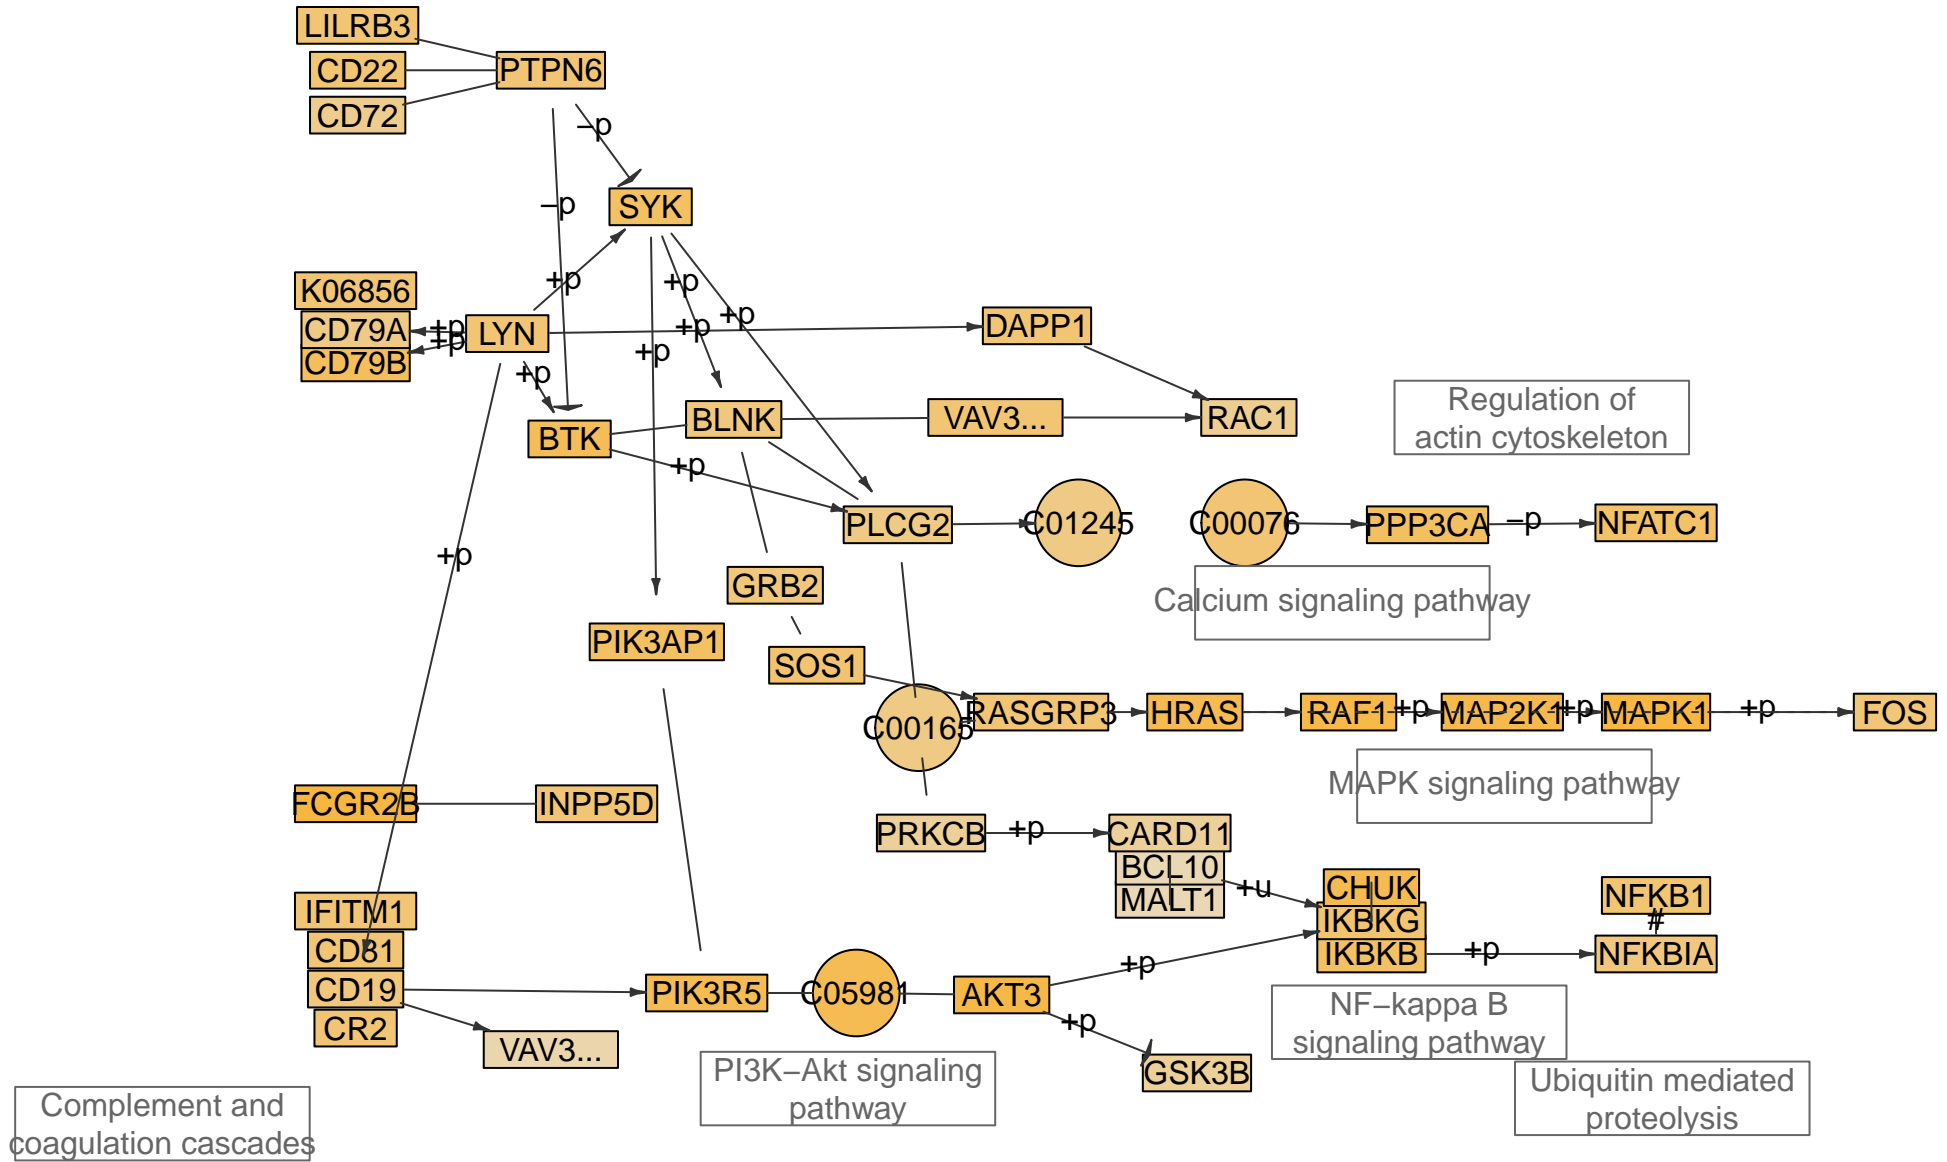 LILRB3
CD22
CD72
PTPN6
–p
–p
SYK
+p
+p
+p
+p
+p
K06856
CD79A
CD79B
+p
+p
LYN
+p
DAPP1
BTK
BLNK
VAV3...
RAC1
Regulation of
actin cytoskeleton
+p
PLCG2
C01245
C00076
PPP3CA
–p
NFATC1
+p
GRB2
Calcium signaling pathway
PIK3AP1
SOS1
C00165
RASGRP3
HRAS
RAF1
+p
MAP2K1
+p
MAPK1
+p
FOS
MAPK signaling pathway
FCGR2B
INPP5D
PRKCB
+p
CARD11
BCL10
MALT1
+u
CHUK
IKBKG
IKBKB
+p
NFKB1
#
NFKBIA
IFITM1
CD81
CD19
CR2
VAV3...
PIK3R5
C05981
AKT3
+p
+p
GSK3B
NF–kappa B
signaling pathway
PI3K–Akt signaling
pathway
Ubiquitin mediated
proteolysis
Complement and
coagulation cascades